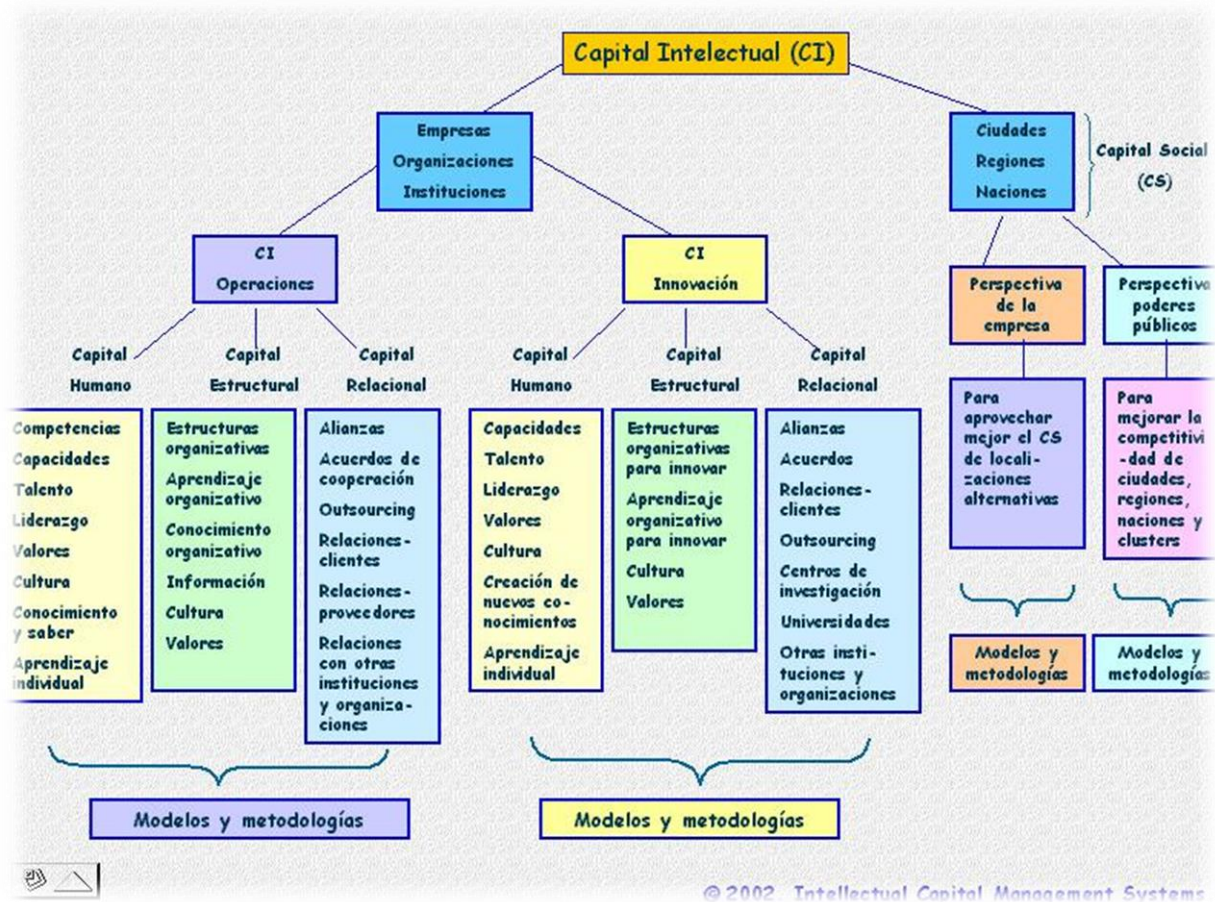 Capital Intelectual (CI)
Empresas
Organizaciones
Instituciones
Ciudades
Regiones
Naciones
Capital Social
(CS)
CI
Operaciones
CI
Innovación
Perspectiva
de la
empresa
Perspectiva
poderes
públicos
Capital
Humano
Capital
Estructural
Capital
Relacional
Capital
Humano
Capital
Estructural
Capital
Relacional
Competencias
Capacidades
Talento
Liderazgo
Valores
Cultura
Conocimiento
y saber
Aprendizaje
individual
Estructuras
organizativas
Aprendizaje
organizativo
Conocimiento
organizativo
Información
Cultura
Valores
Alianzas
Acuerdos de
cooperación
Outsourcing
Relaciones-
clientes
Relaciones-
proveedores
Relaciones
con otras
instituciones
y organiza-
ciones
Capacidades
Talento
Liderazgo
Valores
Cultura
Creación de
nuevos co-
nocimientos
Aprendizaje
individual
Estructuras
organizativas
para innovar
Aprendizaje
organizativo
para innovar
Cultura
Valores
Alianzas
Acuerdos
Relaciones-
clientes
Outsourcing
Centros de
investigación
Universidades
Otras insti-
tuciones y
organizaciones
Para
aprovechar
mejor el CS
de locali-
zaciones
alternativas
Para
mejorar la
competitivi
-dad de
ciudades,
regiones,
naciones y
clusters
Modelos y
metodologías
Modelos y
metodologías
Modelos y metodologías
Modelos y metodologías
© 2002. Intellectual Capital Management Systems